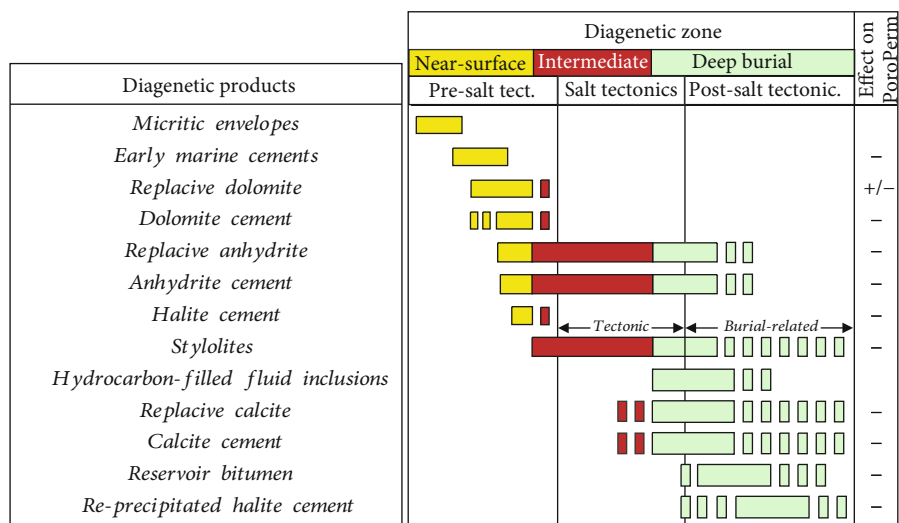 Diagenetic zone
Effect on
PoroPerm
Near-surface Intermediate Deep burial
Diagenetic products
Pre-salt tect. Salt tectonics Post-salt tectonic.
Micritic envelopes
Early marine cements –
Replacive dolomite +/–
Dolomite cement –
Replacive anhydrite –
Anhydrite cement –
Halite cement –
Tectonic Burial-related
Stylolites –
Hydrocarbon-filled fluid inclusions
Replacive calcite –
Calcite cement –
Reservoir bitumen –
Re-precipitated halite cement –